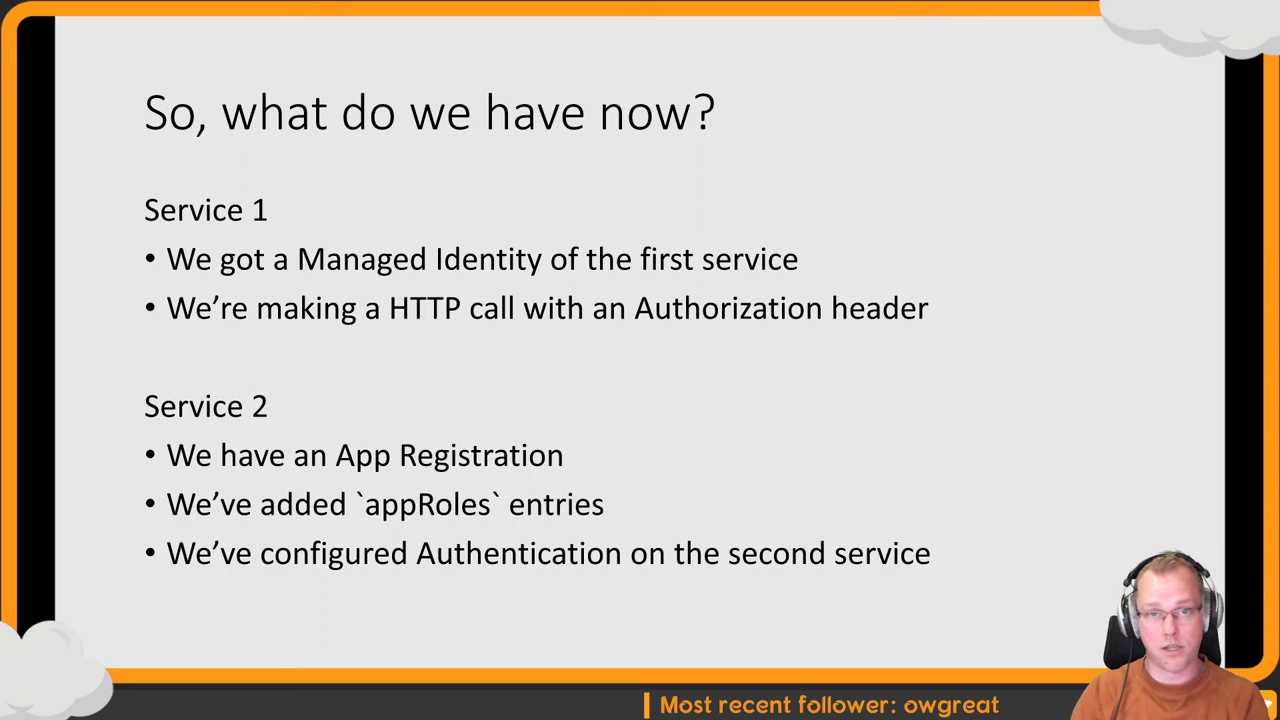 So, what do we have now?
Service 1
• We got a Managed Identity of the first service
• We’re making a HTTP call with an Authorization header
Service 2
• We have an App Registration
• We’ve added `appRoles` entries
• We’ve configured Authentication on the second service
Most recent follower: owgreat